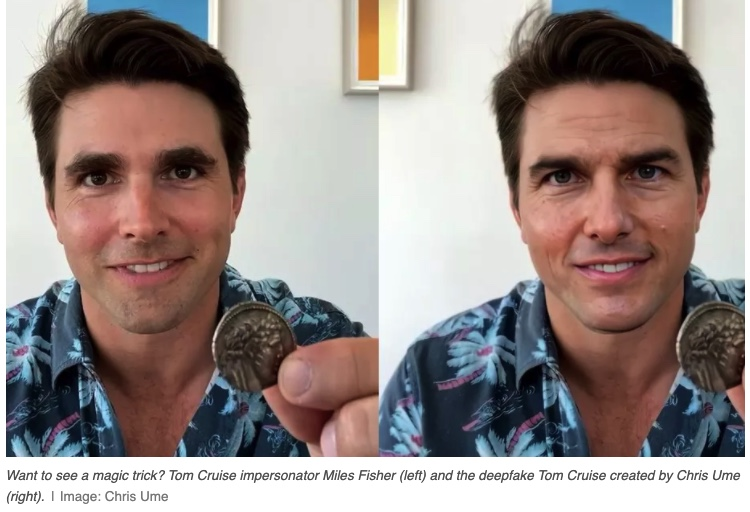 Want to see a magic trick? Tom Cruise impersonator Miles Fisher (left) and the deepfake Tom Cruise created by Chris Ume
(right). | Image: Chris Ume